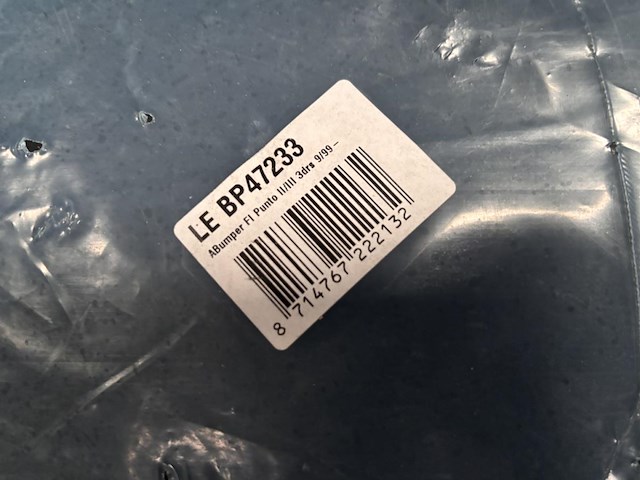 LE BP47233
ABumper FI Punto II/III 3drs 9/99–
8 714767 222132